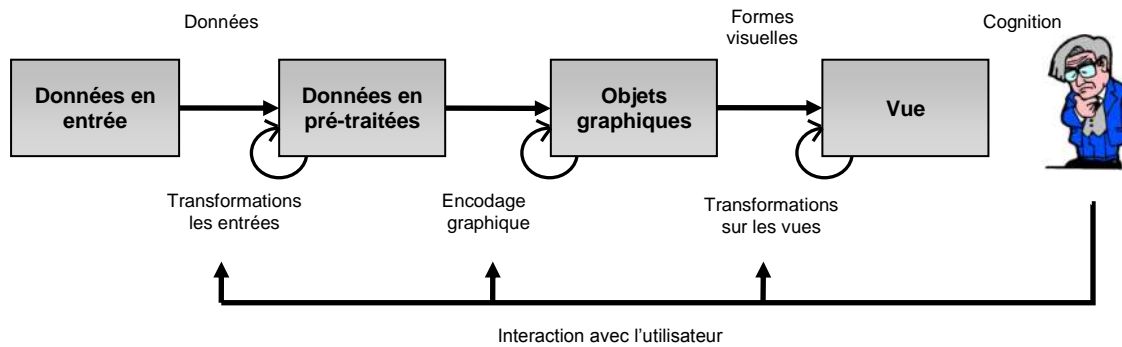 Données
Formes
visuelles
Cognition
Données en
entrée
Données en
pré-traitées
Objets
graphiques
Vue
Transformations
les entrées
Encodage
graphique
Transformations
sur les vues
Interaction avec l’utilisateur